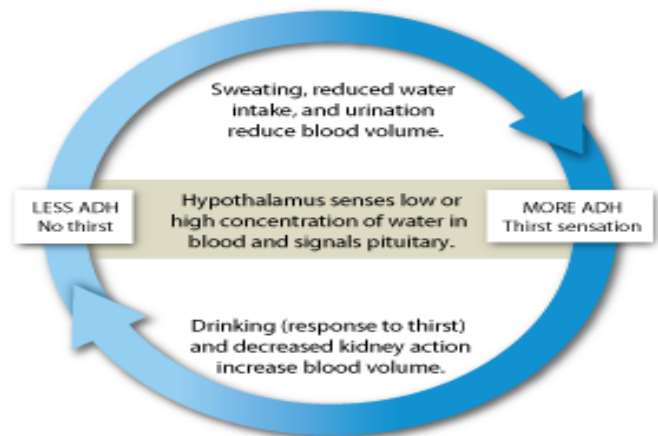 Sweating, reduced water
intake, and urination
reduce blood volume.
LESS ADH
No thirst
Hypothalamus senses low or
high concentration of water in
blood and signals pituitary.
MORE ADH
Thirst sensation
Drinking (response to thirst)
and decreased kidney action
increase blood volume.